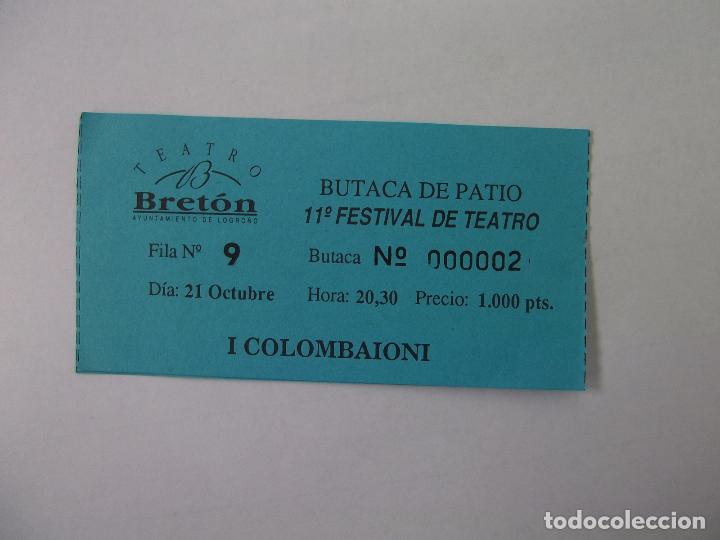 TEATRO
B
Bretón
AYUNTAMIENTO DE LOGROÑO
BUTACA DE PATIO
11º FESTIVAL DE TEATRO
Fila Nº 9 Butaca Nº 000002
Día: 21 Octubre Hora: 20,30 Precio: 1.000 pts.
I COLOMBAIONI
todocoleccion